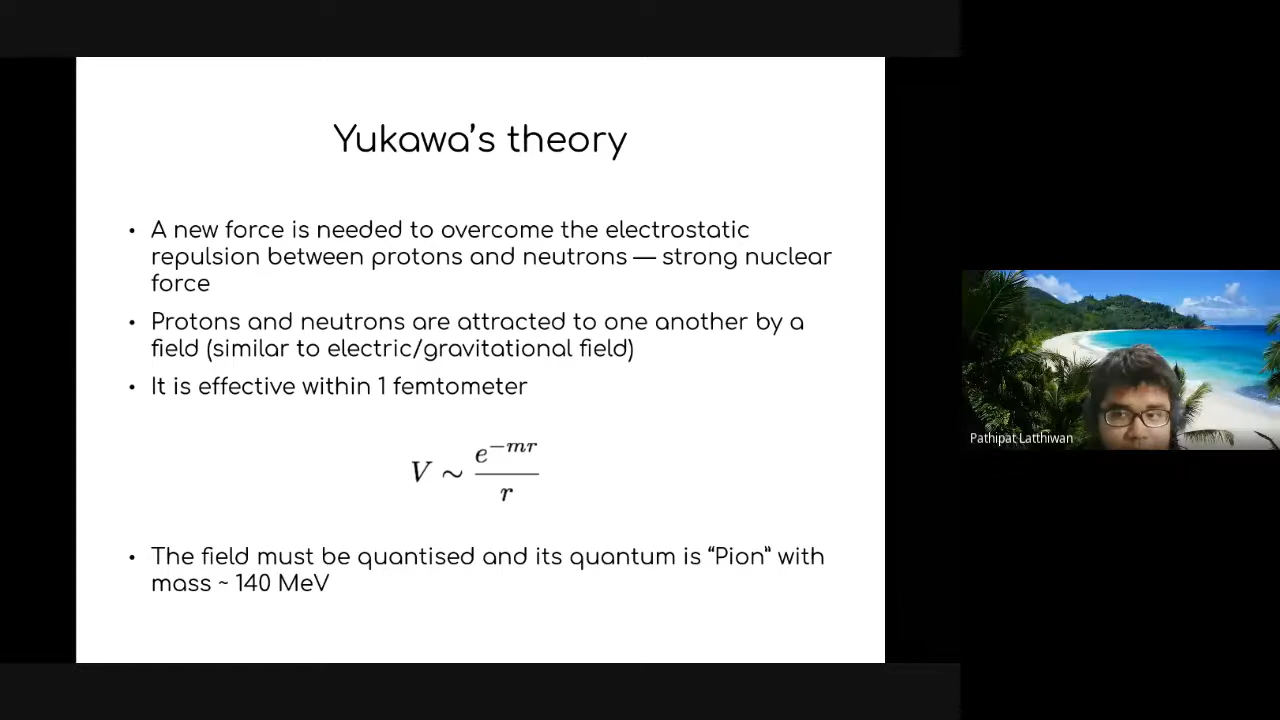 Yukawa's theory
• A new force is needed to overcome the electrostatic
repulsion between protons and neutrons — strong nuclear
force
• Protons and neutrons are attracted to one another by a
field (similar to electric/gravitational field)
• It is effective within 1 femtometer
V ~ e^{-mr} / r
• The field must be quantised and its quantum is “Pion” with
mass ~ 140 MeV
Pathipat Latthiwan